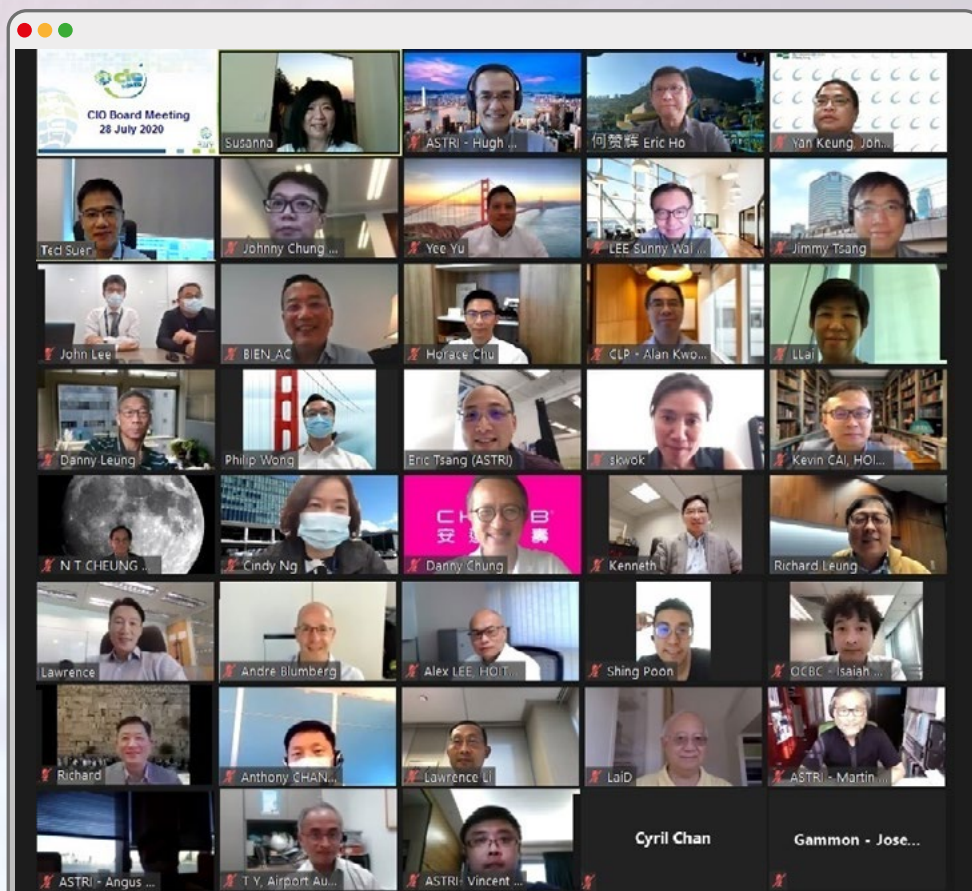 cic
CIO Board Meeting
28 July 2020
Susanna
ASTRI - Hugh ...
何赞辉 Eric Ho
Yan Keung, Joh...
Ted Suen
Johnny Chung ...
Yee Yu
LEE Sunny Wai ...
Jimmy Tsang
John Lee
BIEN_AC
Horace Chu
CLP - Alan Kwo...
LLai
Danny Leung
Philip Wong
Eric Tsang (ASTRI)
skwok
Kevin CAI, HOI...
N T CHEUNG ...
Cindy Ng
CH B
安 壽
Danny Chung
Kenneth
Richard Leung
Lawrence
Andre Blumberg
Alex LEE, HOIT...
Shing Poon
OCBC - Isaiah ...
Richard
Anthony CHAN...
Lawrence Li
LaiD
ASTRI - Martin ...
ASTRI - Angus ...
T Y, Airport Au...
ASTRI- Vincent ...
Cyril Chan
Gammon - Jose...